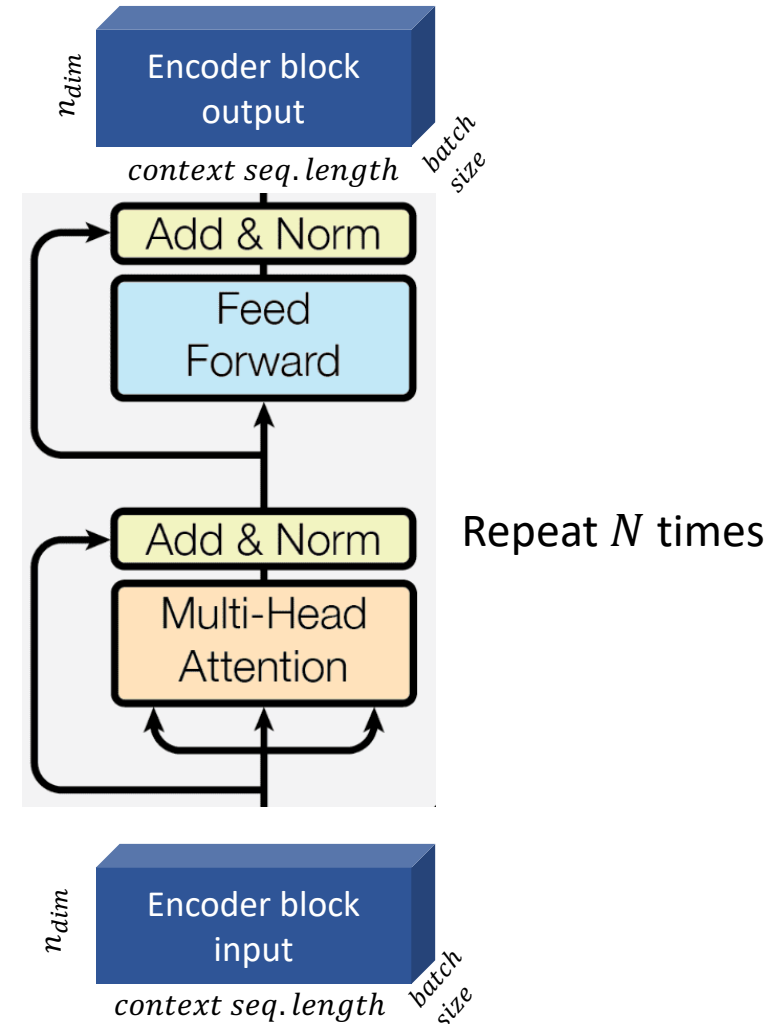 Encoder block
output
n_dim
context seq. length
batch
size
Add & Norm
Feed
Forward
Add & Norm
Multi-Head
Attention
Repeat N times
Encoder block
input
n_dim
context seq. length
batch
size